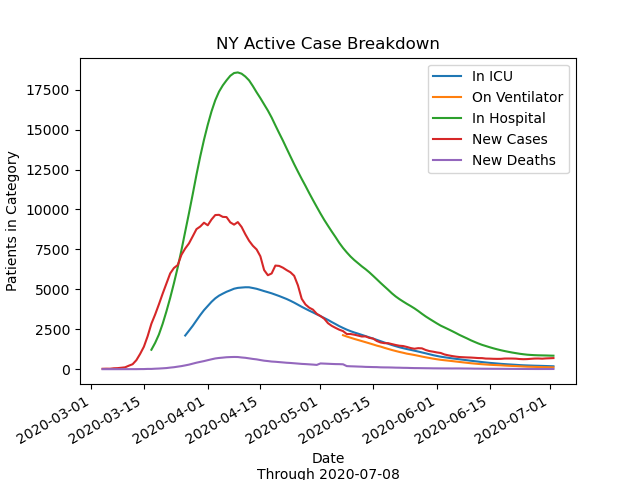 NY Active Case Breakdown
In ICU
On Ventilator
In Hospital
New Cases
New Deaths
Patients in Category
17500
15000
12500
10000
7500
5000
2500
0
2020-03-01
2020-03-15
2020-04-01
2020-04-15
2020-05-01
2020-05-15
2020-06-01
2020-06-15
2020-07-01
Date
Through 2020-07-08